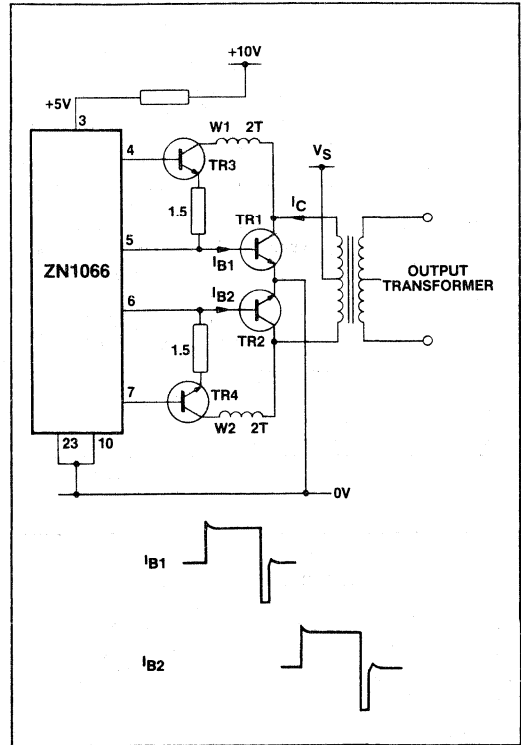 +10V
+5V
3
W1 2T
4
TR3
V_S
1.5
I_C
TR1
5
I_B1
ZN1066
OUTPUT
TRANSFORMER
6
I_B2
1.5
TR2
7
TR4
W2 2T
23 10
0V
I_B1
I_B2